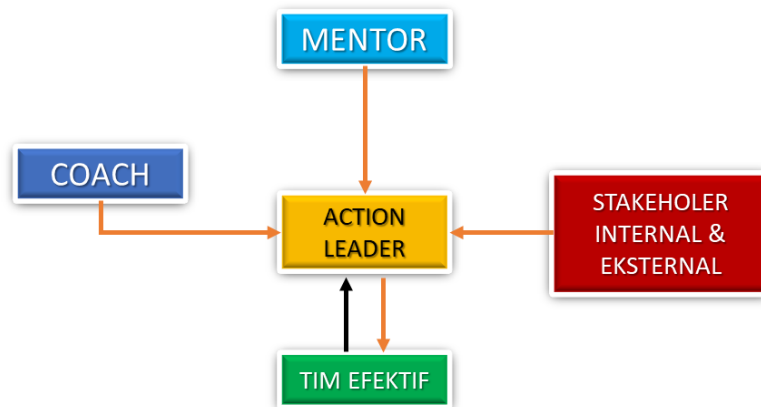 MENTOR
COACH
ACTION
LEADER
STAKEHOLER
INTERNAL &
EKSTERNAL
TIM EFEKTIF